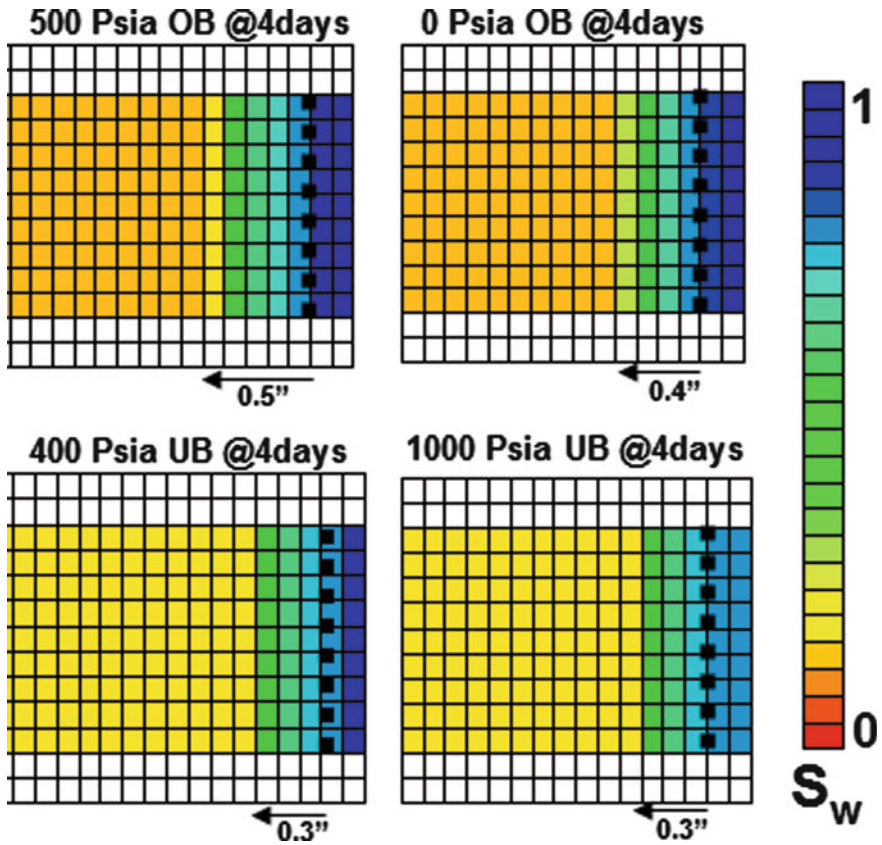 500 Psia OB @4days
0 Psia OB @4days
0.5”
0.4”
400 Psia UB @4days
1000 Psia UB @4days
0.3”
0.3”
1
0
Sw